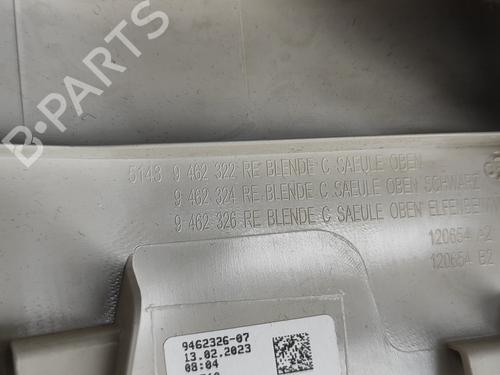 5143 9 462 322 RE BLENDE C SAEULE OBEN
9 462 324 RE BLENDE C SAEULE OBEN SCHWARZ
9 462 326 RE BLENDE C SAEULE OBEN
120654 A2
120654 B2
9462326-07
13.02.2023
08:04
B-PARTS